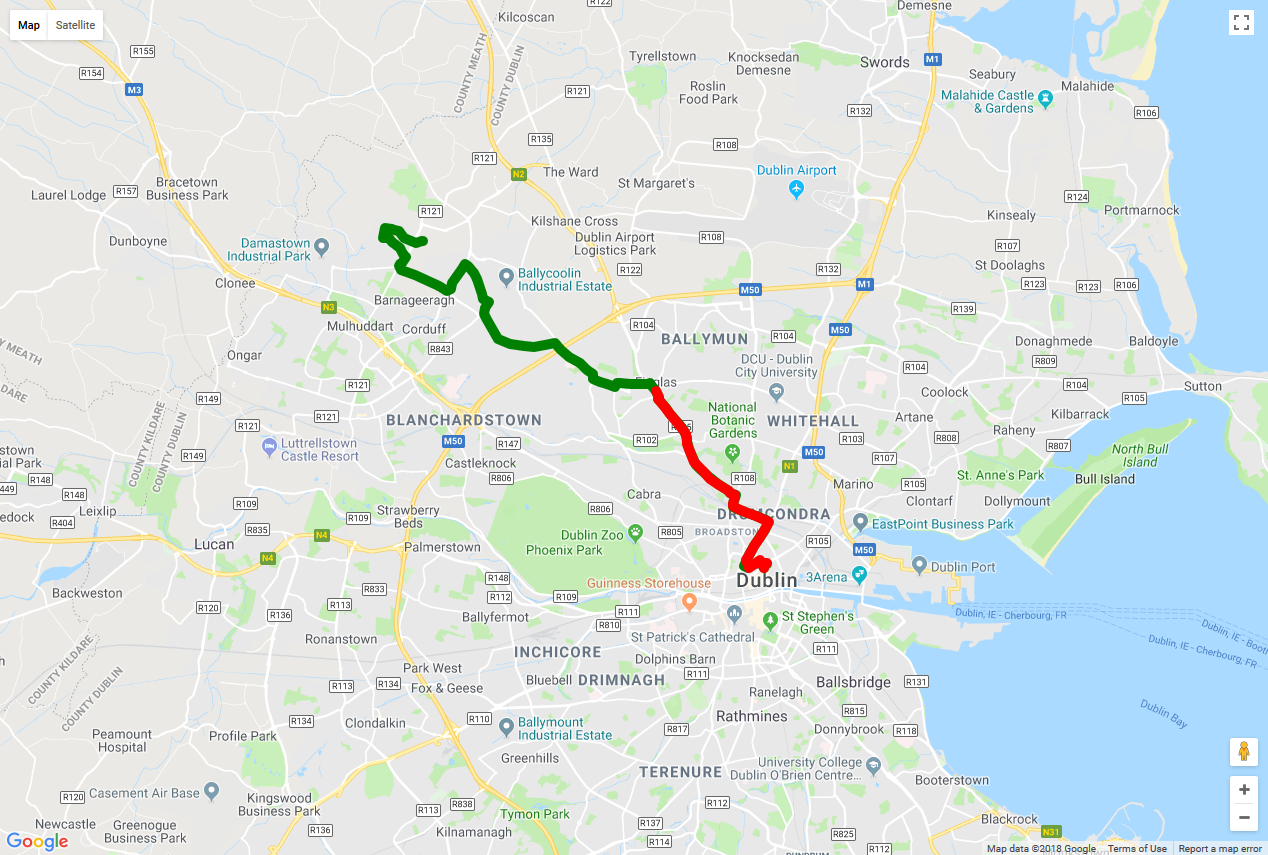 Map
Satellite
Kilcoscan
R122
Demesne
R155
R154
M3
COUNTY MEATH
COUNTY DUBLIN
Tyrrelstown
Knocksedan
Demesne
Swords
M1
Seabury
Malahide
R121
Roslin
Food Park
Malahide Castle
& Gardens
R132
R106
R135
R108
R121
N2
The Ward
St Margaret's
Dublin Airport
Bracetown
Business Park
Laurel Lodge
R157
R124
Portmarnock
R121
Kilshane Cross
Kinsealy
Dunboyne
Damastown
Industrial Park
Dublin Airport
Logistics Park
R108
R107
St Doolaghs
R122
R132
Clonee
Ballycoolin
Industrial Estate
M50
M1
R123
R123
R106
Barnageeragh
N3
R139
Mulhuddart
Corduff
R104
M50
BALLYMUN
R104
Donaghmede
Baldoyle
COUNTY MEATH
KILDARE
Ongar
R843
DCU - Dublin
City University
R809
R104
R121
R104
Sutton
R149
Coolock
R105
COUNTY KILDARE
COUNTY DUBLIN
R121
R121
BLANCHARDSTOWN
National
Botanic
Gardens
WHITEHALL
Artane
Kilbarrack
Raheny
M50
R147
R102
R103
R808
R807
Luttrellstown
Castle Resort
R149
Castleknock
R806
N1
M50
R107
North Bull
Island
Bull Island
R148
R148
R449
R108
Marino
R105
St. Anne's Park
Cabra
Clontarf
Dollymount
Leixlip
R109
R806
Strawberry
Beds
R109
R404
R835
N4
DRUMCONDRA
EastPoint Business Park
Dublin Zoo
Phoenix Park
R805
BROADSTONE
R105
Lucan
N4
Palmerstown
M50
Dublin Port
Dublin
3Arena
Backweston
R833
R148
R112
R109
Guinness Storehouse
R120
R113
Ballyfermot
R111
R810
St Stephen's
Green
Dublin, IE - Cherbourg, FR
Dublin, IE - Cherbourg, FR
Ronanstown
St Patrick's Cathedral
INCHICORE
R111
COUNTY KILDARE
COUNTY DUBLIN
Park West
Dolphins Barn
R113
R134
Fox & Geese
Bluebell
DRIMNAGH
R111
Ballsbridge
R131
Ranelagh
Rathmines
R815
Dublin Bay
R134
Clondalkin
R110
Ballymount
Industrial Estate
R117
Donnybrook
R118
Peamount
Hospital
Profile Park
Greenhills
University College
Dublin O'Brien Centre...
TERENURE
Booterstown
R120
Casement Air Base
Kingswood
Business Park
R113
R838
Tymon Park
R112
Newcastle
Greenogue
Business Park
R136
Kilnamanagh
R137
R114
R825
R112
Blackrock
N31
Google
Map data ©2018 Google
Terms of Use
Report a map error